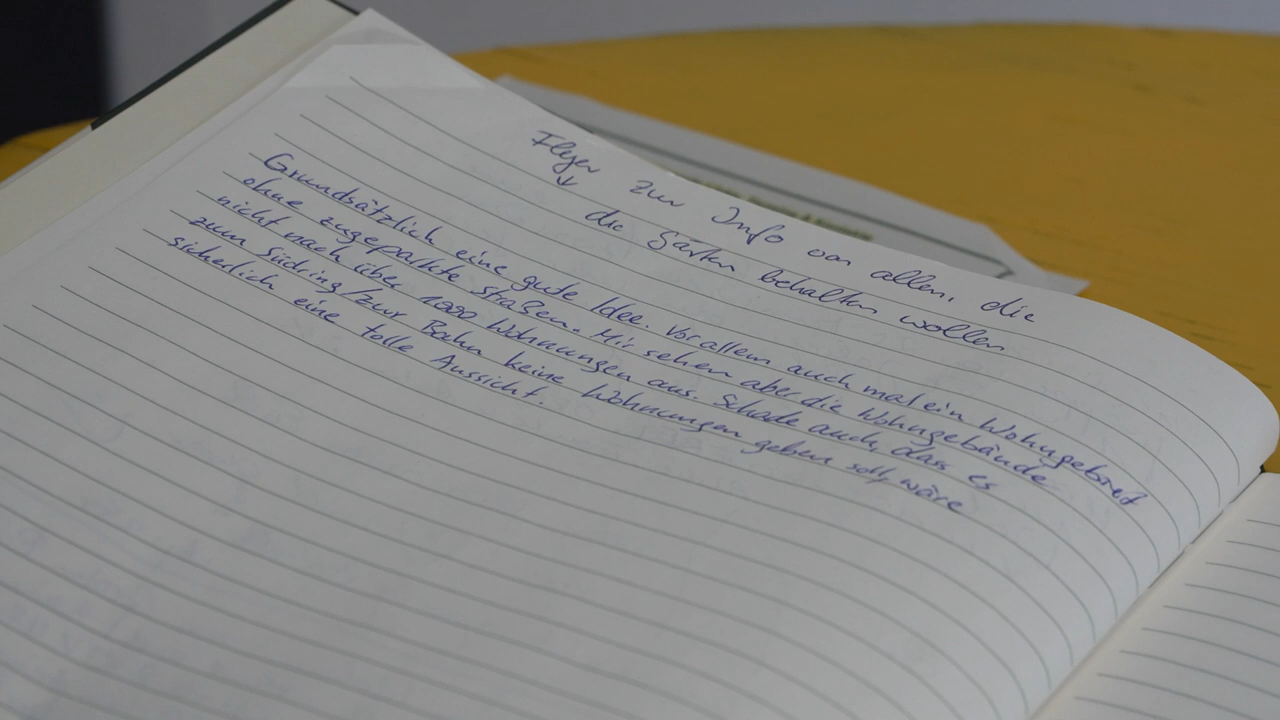 Flyer zur Info von allen, die
↓ die Gärten behalten wollen
Grundsätzlich eine gute Idee. Vor allem auch mal ein Wohngebiet
ohne zugeparkte Straßen. Mir sehen aber die Wohngebäude
nicht nach über 1000 Wohnungen aus. Schade auch, dass es
zum Südring/zur Bahn keine Wohnungen geben soll, wäre
sicherlich eine tolle Aussicht.